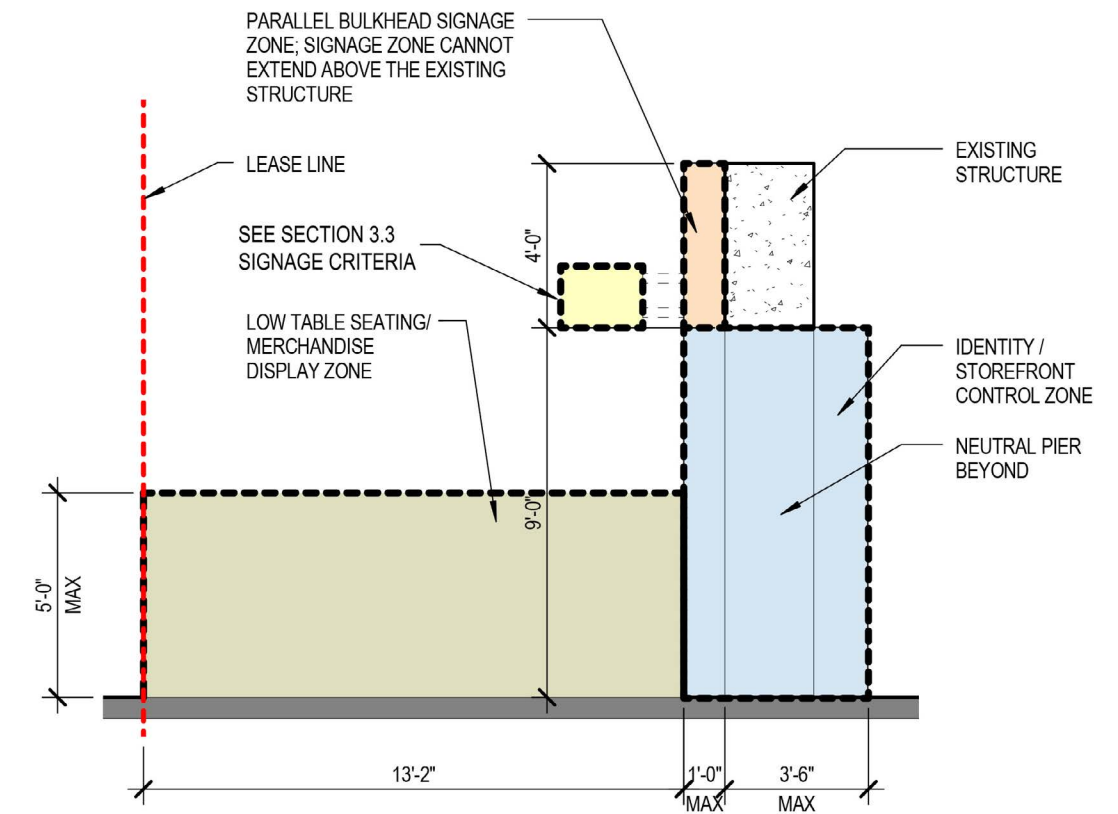 PARALLEL BULKHEAD SIGNAGE
ZONE; SIGNAGE ZONE CANNOT
EXTEND ABOVE THE EXISTING
STRUCTURE
LEASE LINE
EXISTING
STRUCTURE
SEE SECTION 3.3
SIGNAGE CRITERIA
4'-0"
LOW TABLE SEATING/
MERCHANDISE
DISPLAY ZONE
IDENTITY /
STOREFRONT
CONTROL ZONE
NEUTRAL PIER
BEYOND
9'-0"
5'-0"
MAX
13'-2"
1'-0"
MAX
3'-6"
MAX